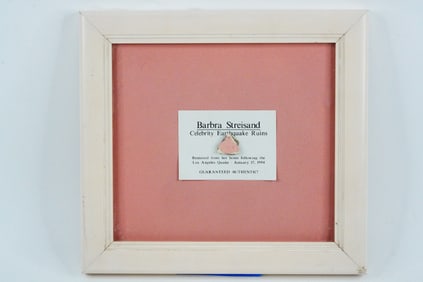 Barbra Streisand
Celebrity Earthquake Ruins
Removed from her home following the
Los Angeles Quake - January 17, 1994
GUARANTEED AUTHENTIC!